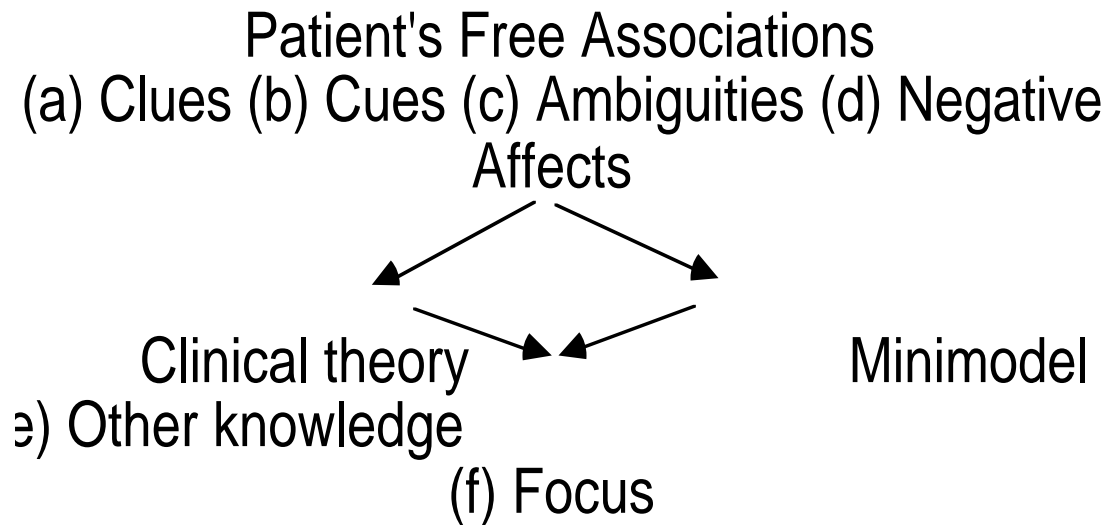 Patient's Free Associations
(a) Clues (b) Cues (c) Ambiguities (d) Negative
Affects
Clinical theory Minimodel
e) Other knowledge
(f) Focus